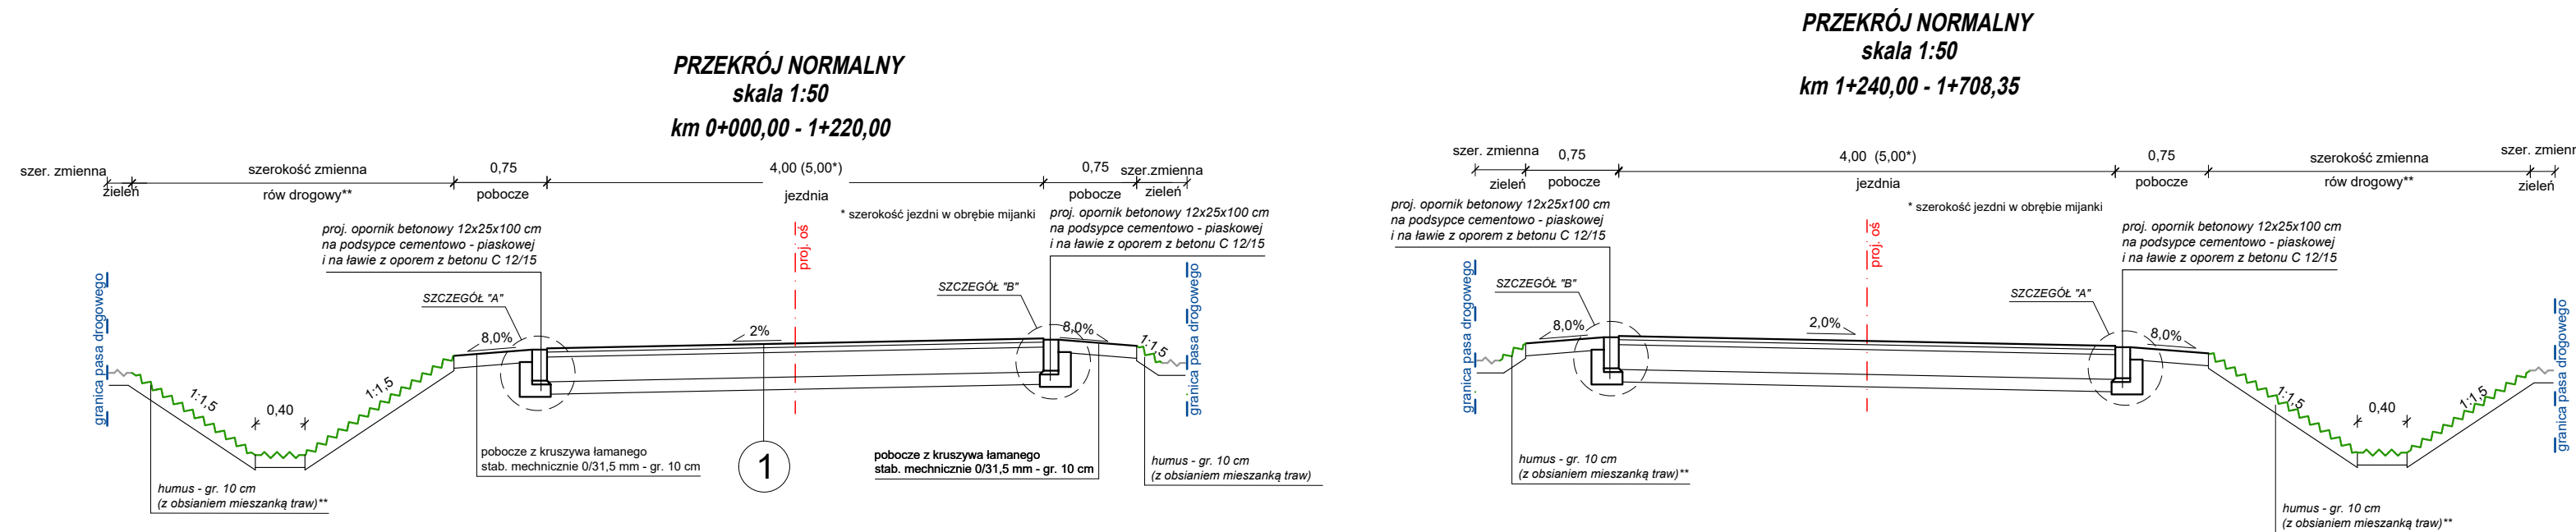 PRZEKRÓJ NORMALNY
skala 1:50
km 0+000,00 - 1+220,00
szer. zmienna
szerokość zmienna
0,75
4,00 (5,00*)
0,75
szer.zmienna
zieleń
rów drogowy**
pobocze
jezdnia
pobocze
zieleń
* szerokość jezdni w obrębie mijanki
proj. opornik betonowy 12x25x100 cm
na podsypce cementowo - piaskowej
i na ławie z oporem z betonu C 12/15
proj. opornik betonowy 12x25x100 cm
na podsypce cementowo - piaskowej
i na ławie z oporem z betonu C 12/15
proj. oś
granica pasa drogowego
granica pasa drogowego
SZCZEGÓŁ "A"
SZCZEGÓŁ "B"
8,0%
2%
8,0%
1:1,5
1:1,5
1:1,5
0,40
pobocze z kruszywa łamanego
stab. mechnicznie 0/31,5 mm - gr. 10 cm
1
pobocze z kruszywa łamanego
stab. mechnicznie 0/31,5 mm - gr. 10 cm
humus - gr. 10 cm
(z obsianiem mieszanką traw)
humus - gr. 10 cm
(z obsianiem mieszanką traw)**
PRZEKRÓJ NORMALNY
skala 1:50
km 1+240,00 - 1+708,35
szer. zmienna
0,75
4,00 (5,00*)
0,75
szerokość zmienna
szer. zmienn
zieleń
pobocze
jezdnia
pobocze
rów drogowy**
zieleń
* szerokość jezdni w obrębie mijanki
proj. opornik betonowy 12x25x100 cm
na podsypce cementowo - piaskowej
i na ławie z oporem z betonu C 12/15
proj. opornik betonowy 12x25x100 cm
na podsypce cementowo - piaskowej
i na ławie z oporem z betonu C 12/15
proj. oś
granica pasa drogowego
granica pasa drogowego
SZCZEGÓŁ "B"
SZCZEGÓŁ "A"
8,0%
2,0%
8,0%
1:1,5
1:1,5
0,40
humus - gr. 10 cm
(z obsianiem mieszanką traw)**
humus - gr. 10 cm
(z obsianiem mieszanką traw)**